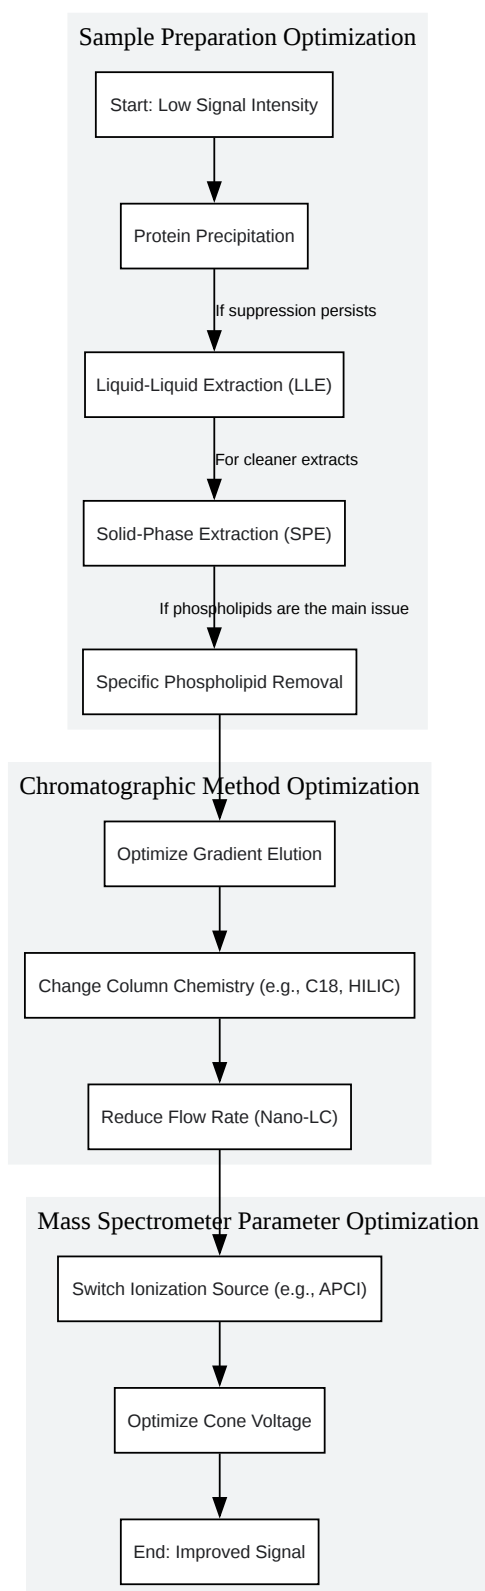 Sample Preparation Optimization
Start: Low Signal Intensity
Protein Precipitation
If suppression persists
Liquid-Liquid Extraction (LLE)
For cleaner extracts
Solid-Phase Extraction (SPE)
If phospholipids are the main issue
Specific Phospholipid Removal
Chromatographic Method Optimization
Optimize Gradient Elution
Change Column Chemistry (e.g., C18, HILIC)
Reduce Flow Rate (Nano-LC)
Mass Spectrometer Parameter Optimization
Switch Ionization Source (e.g., APCI)
Optimize Cone Voltage
End: Improved Signal